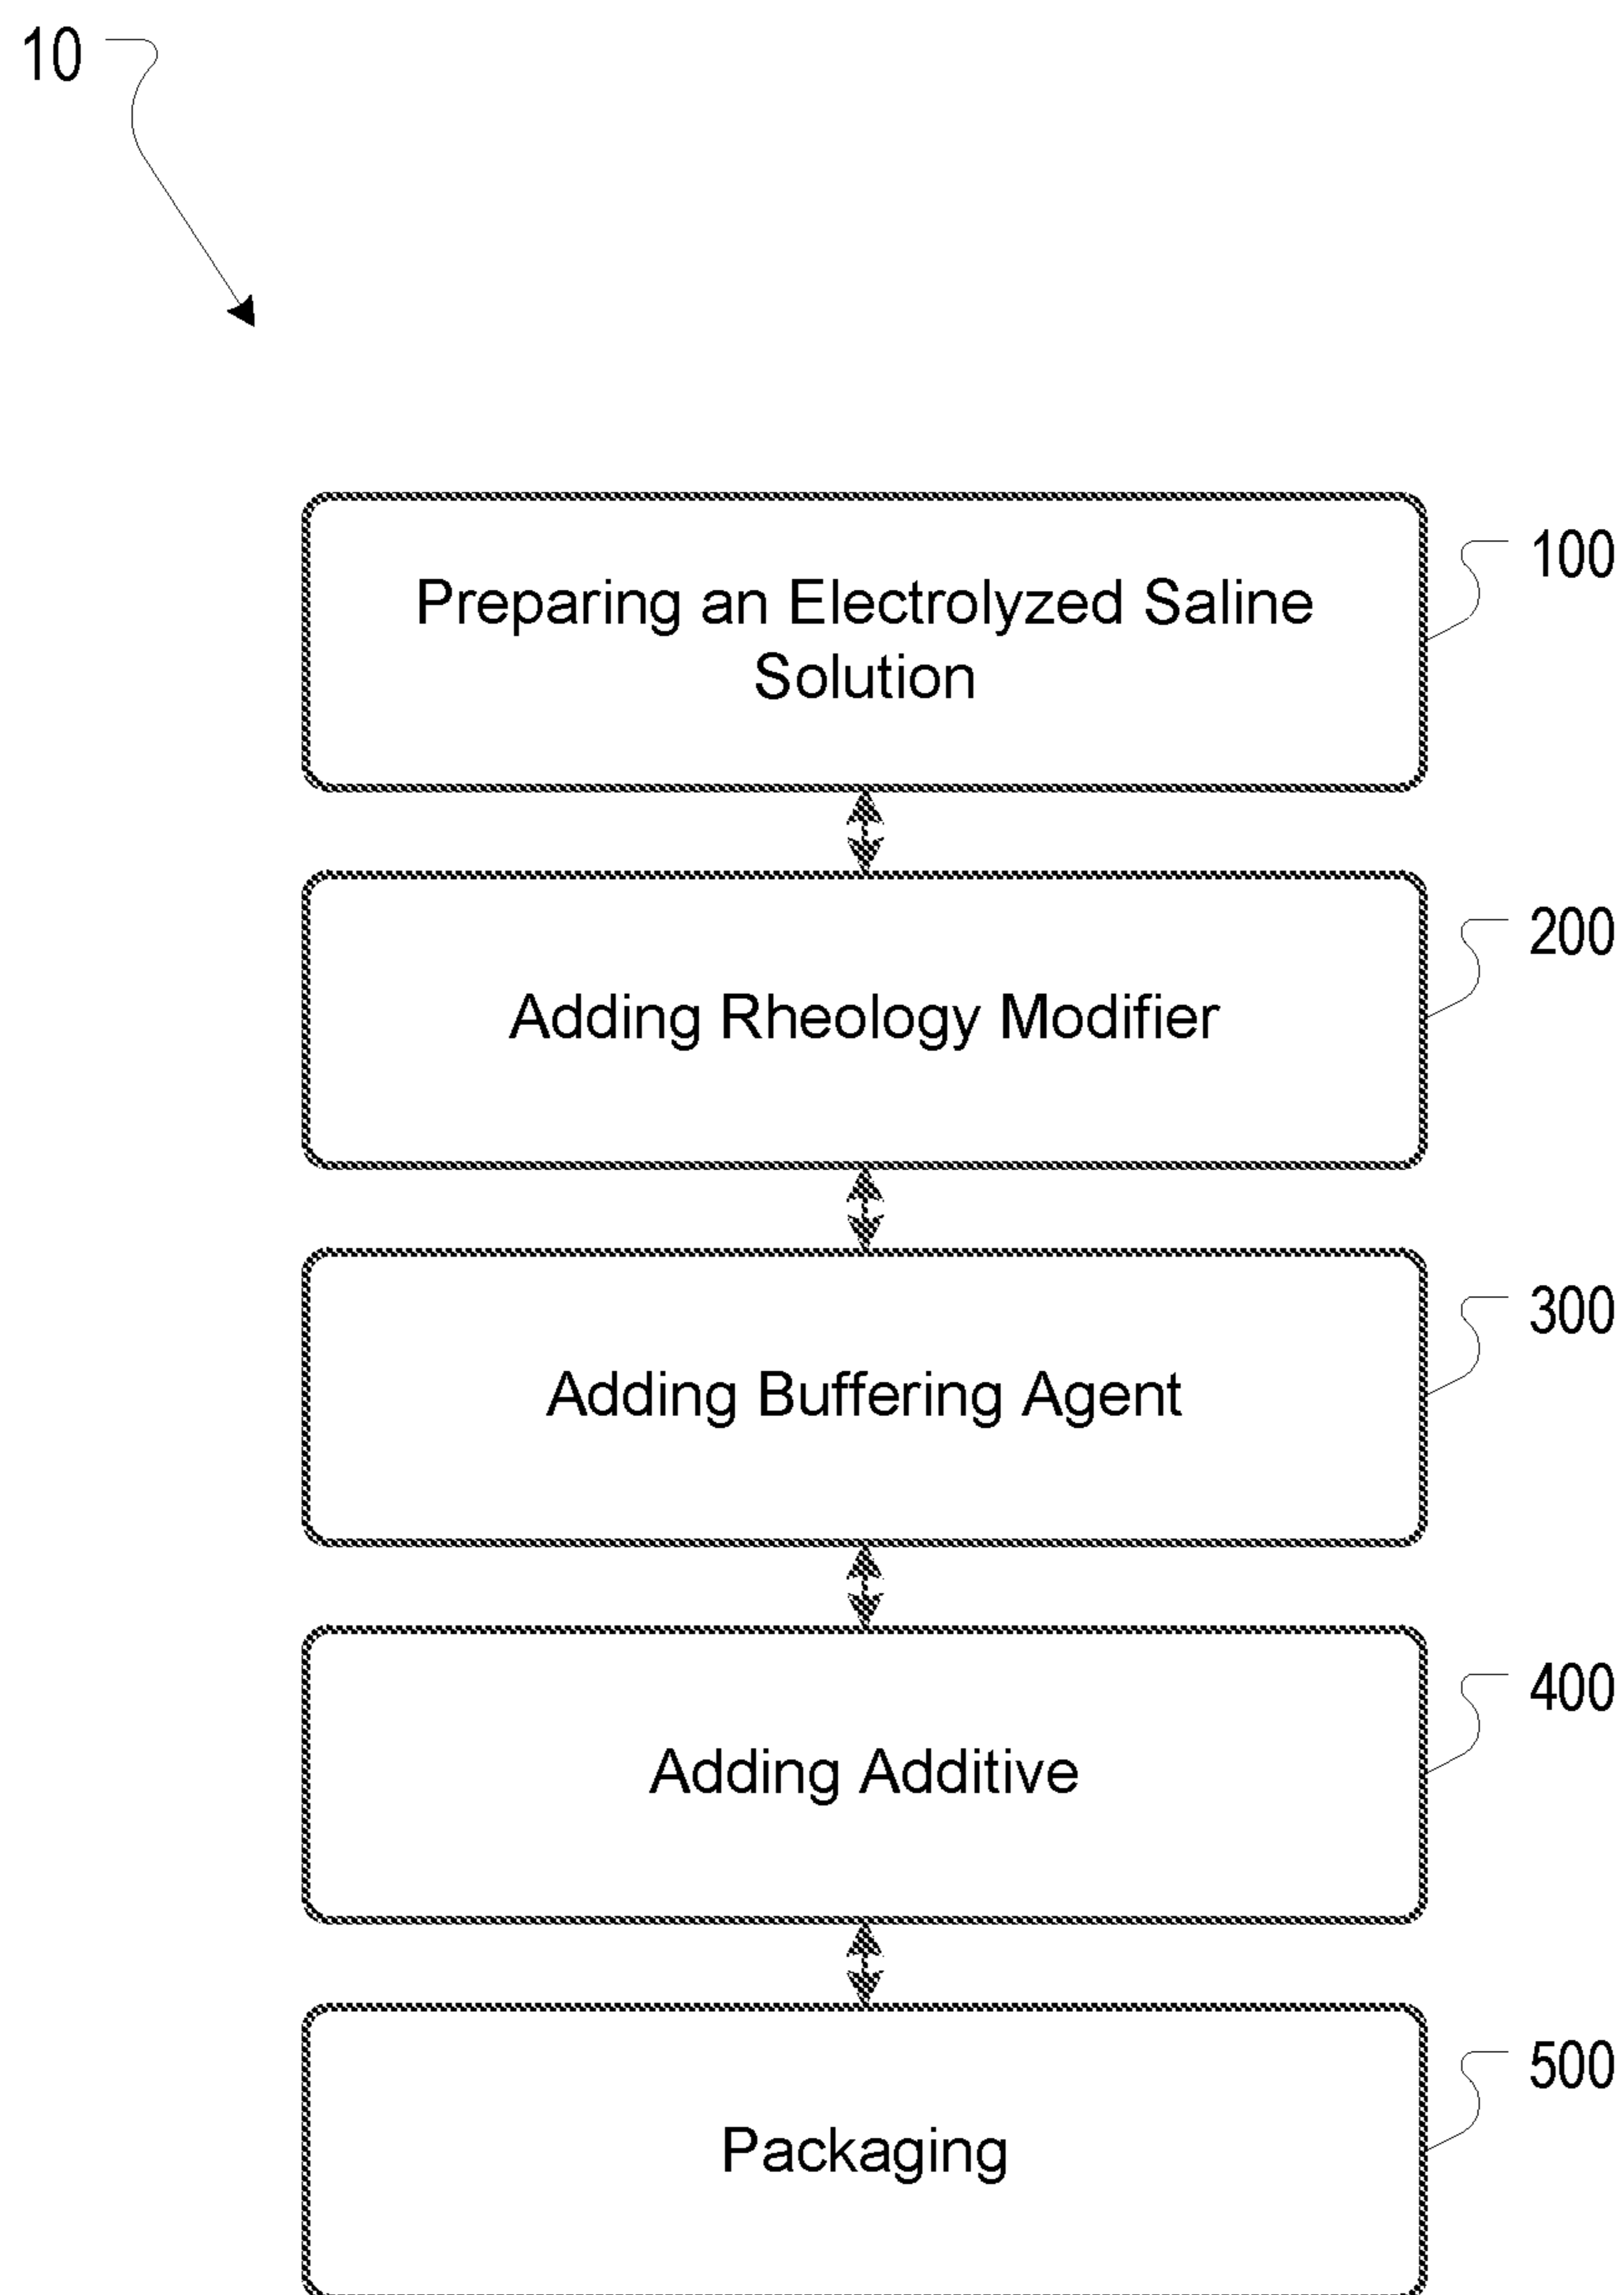 10
Preparing an Electrolyzed Saline
Solution
100
Adding Rheology Modifier
200
Adding Buffering Agent
300
Adding Additive
400
Packaging
500